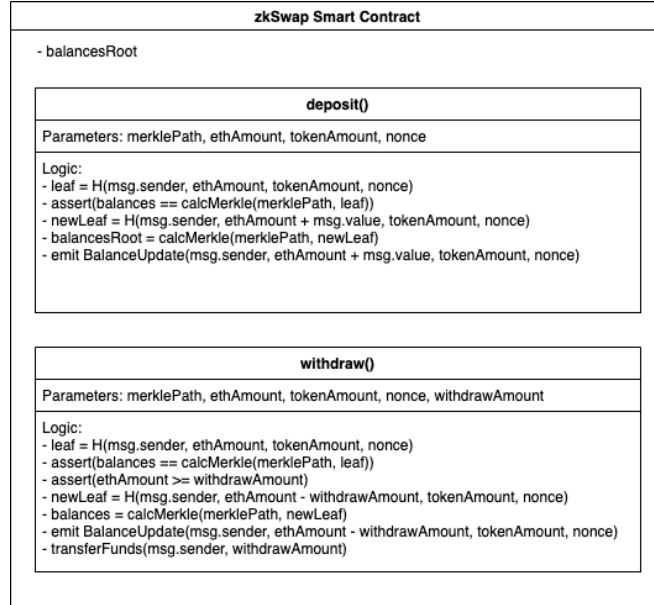 zkSwap Smart Contract
- balancesRoot
deposit()
Parameters: merklePath, ethAmount, tokenAmount, nonce
Logic:
- leaf = H(msg.sender, ethAmount, tokenAmount, nonce)
- assert(balances == calcMerkle(merklePath, leaf))
- newLeaf = H(msg.sender, ethAmount + msg.value, tokenAmount, nonce)
- balancesRoot = calcMerkle(merklePath, newLeaf)
- emit BalanceUpdate(msg.sender, ethAmount + msg.value, tokenAmount, nonce)
withdraw()
Parameters: merklePath, ethAmount, tokenAmount, nonce, withdrawAmount
Logic:
- leaf = H(msg.sender, ethAmount, tokenAmount, nonce)
- assert(balances == calcMerkle(merklePath, leaf))
- assert(ethAmount >= withdrawAmount)
- newLeaf = H(msg.sender, ethAmount - withdrawAmount, tokenAmount, nonce)
- balances = calcMerkle(merklePath, newLeaf)
- emit BalanceUpdate(msg.sender, ethAmount - withdrawAmount, tokenAmount, nonce)
- transferFunds(msg.sender, withdrawAmount)